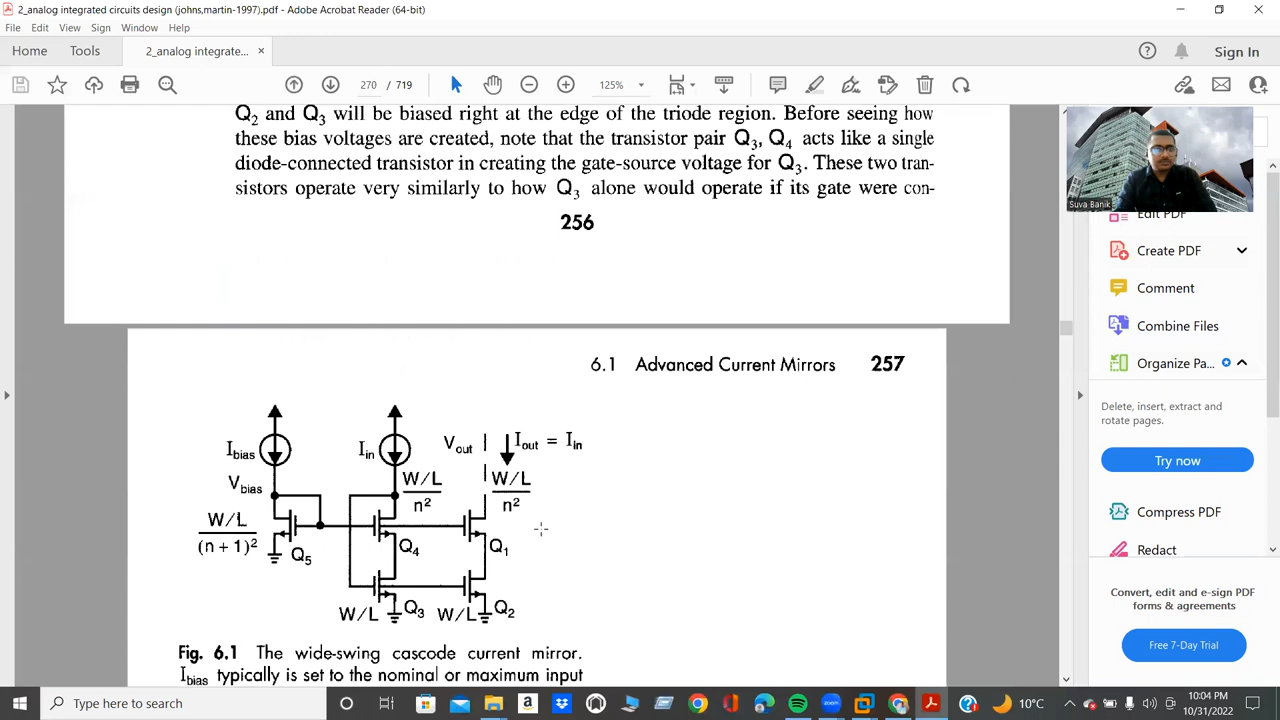 2_analog integrated circuits design (johns,martin-1997).pdf - Adobe Acrobat Reader (64-bit)
File Edit View Sign Window Help
Home Tools 2_analog integrate... × Sign In
270 / 719 125%
Q2 and Q3 will be biased right at the edge of the triode region. Before seeing how
these bias voltages are created, note that the transistor pair Q3, Q4 acts like a single
diode-connected transistor in creating the gate-source voltage for Q3. These two tran-
sistors operate very similarly to how Q3 alone would operate if its gate were con-
256
Suva Banik
Edit PDF
Create PDF
Comment
Combine Files
Organize Pa...
Delete, insert, extract and
reorate pages.
Try now
Compress PDF
Redact
Convert, edit and e-sign PDF
forms & agreements
Free 7-Day Trial
6.1 Advanced Current Mirrors 257
Ibias Iin Vout Iout = Iin
Vbias W/L W/L
n² n²
W/L
(n + 1)² Q5 Q4 Q1
W/L Q3 W/L Q2
Fig. 6.1 The wide-swing cascode current mirror.
Ibias typically is set to the nominal or maximum input
Type here to search
10°C
10:04 PM
10/31/2022